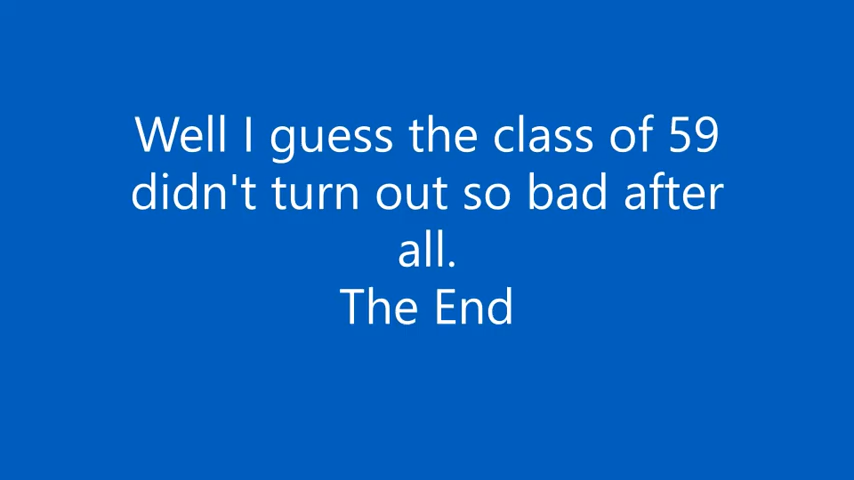 Well I guess the class of 59
didn't turn out so bad after
all.
The End